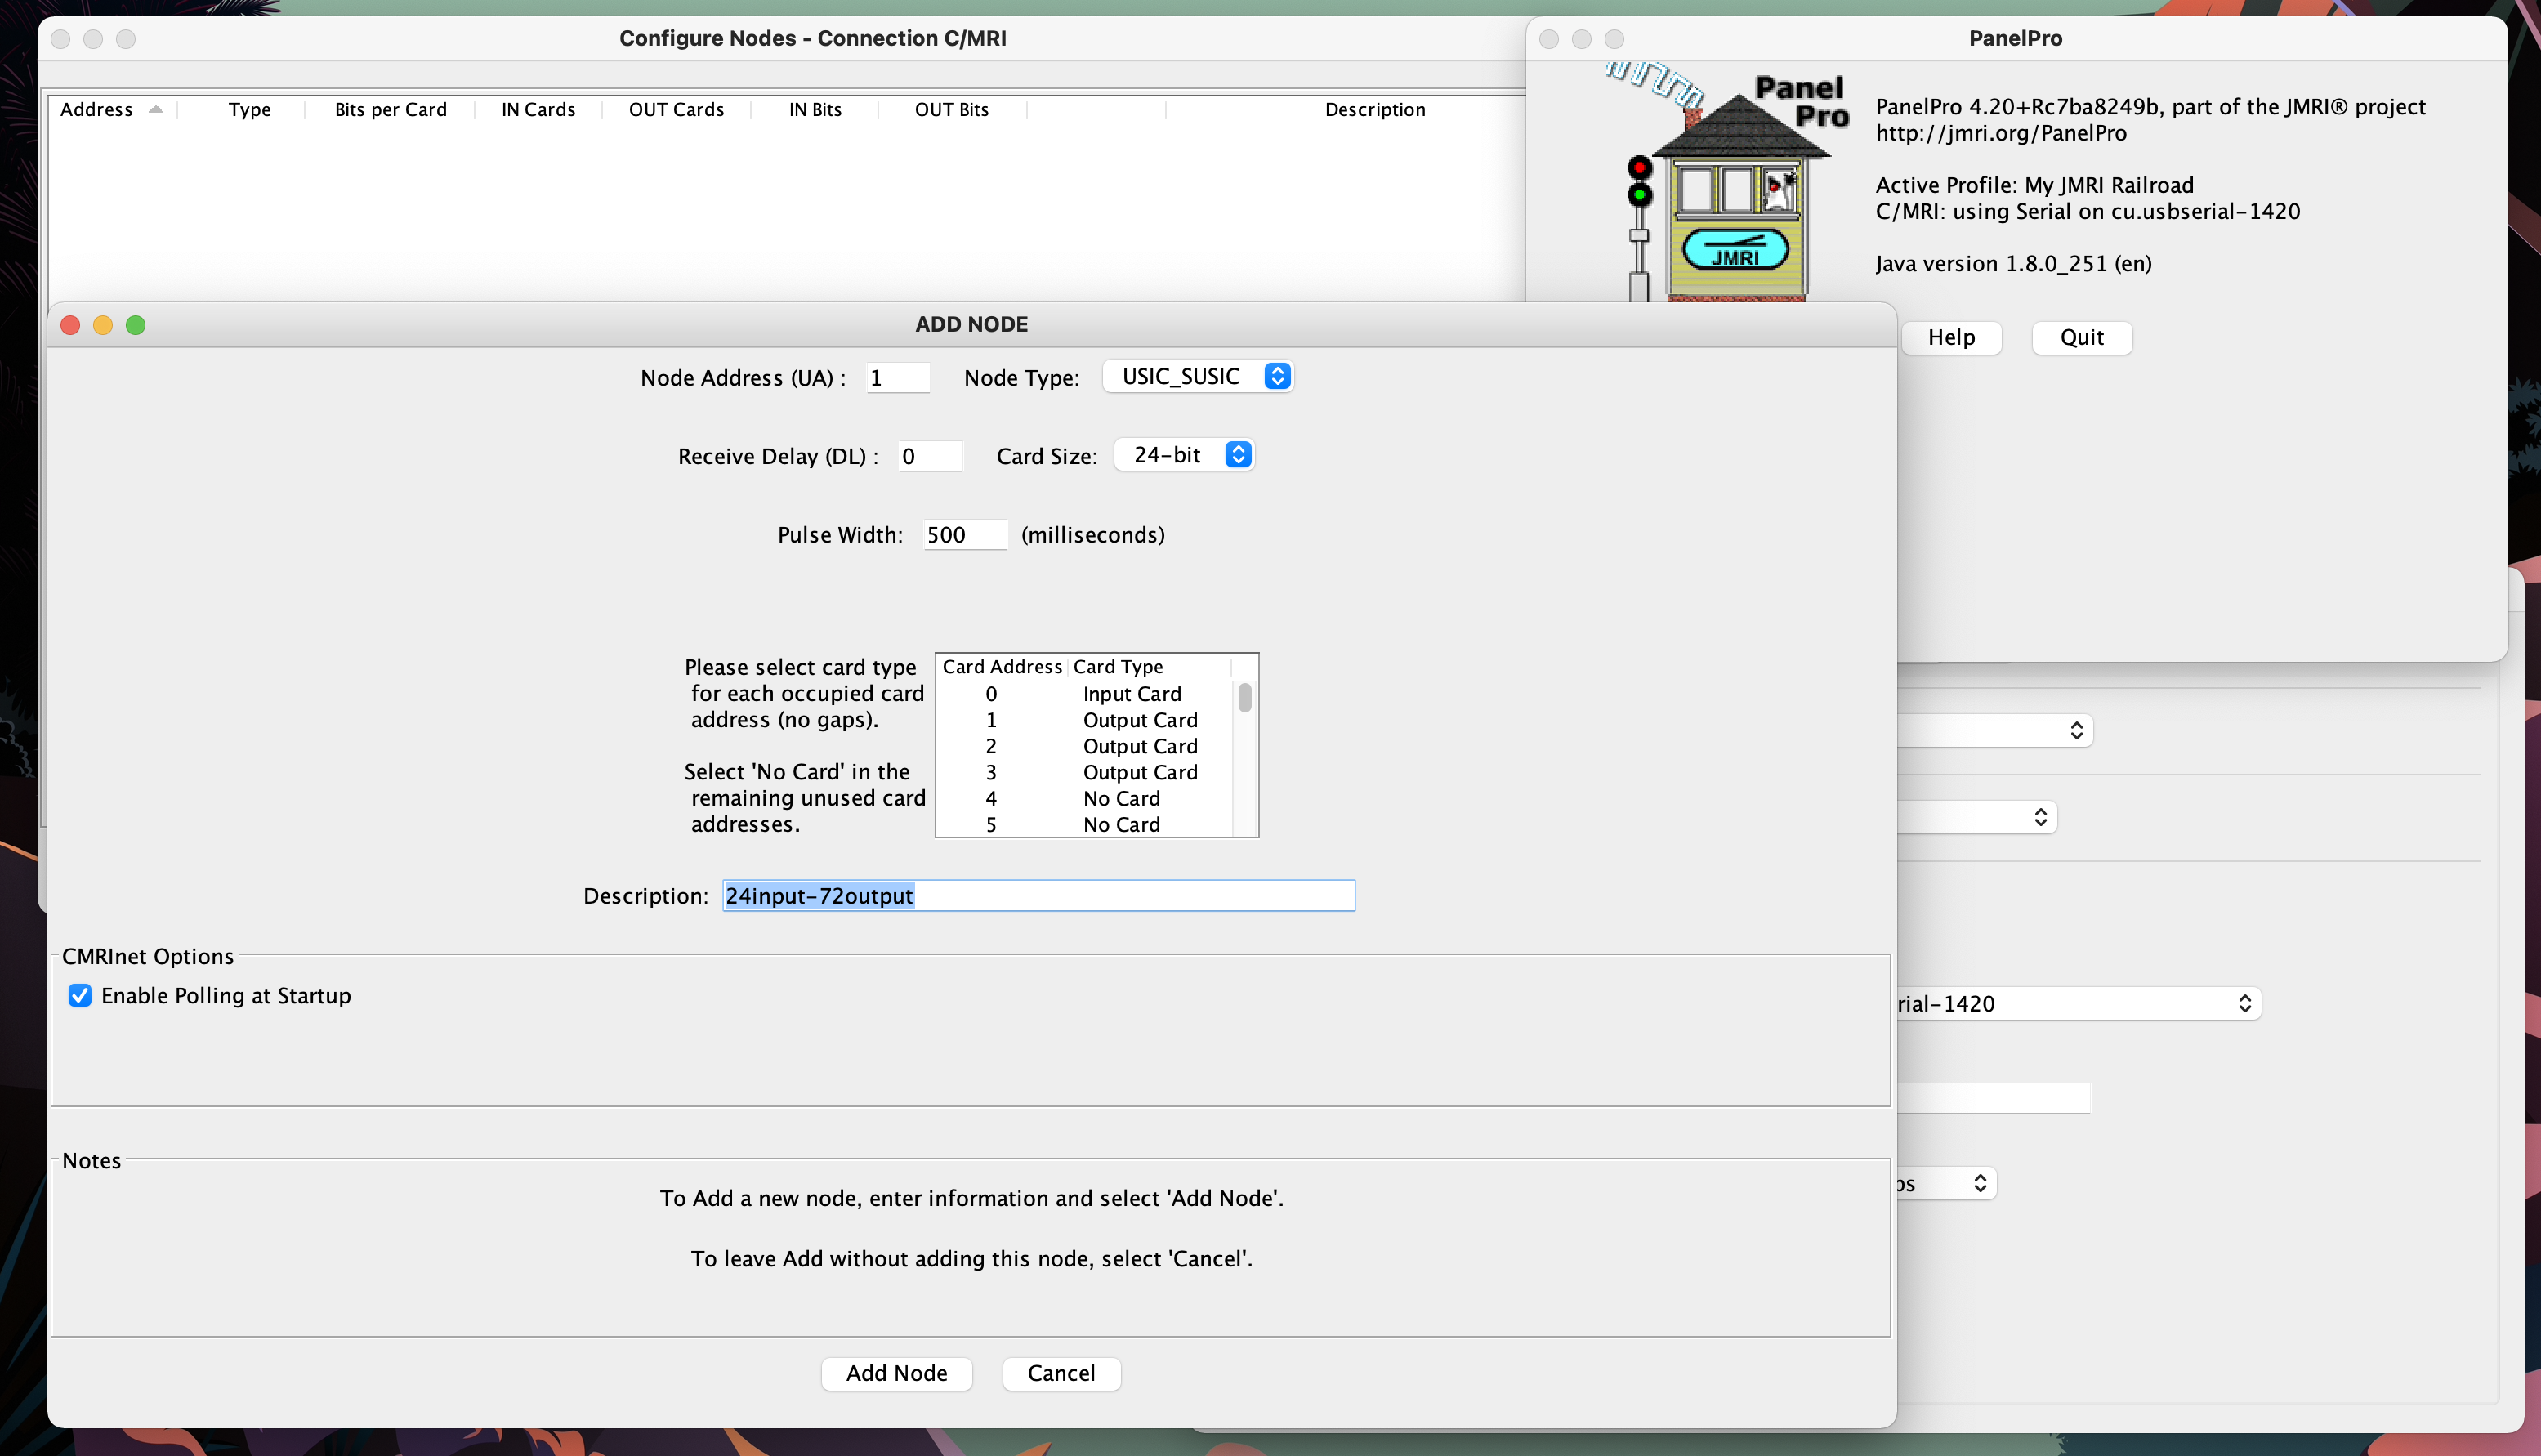 Configure Nodes - Connection C/MRI
Address Type Bits per Card IN Cards OUT Cards IN Bits OUT Bits Description
PanelPro
Panel
Pro
JMRI
PanelPro 4.20+Rc7ba8249b, part of the JMRI® project
http://jmri.org/PanelPro
Active Profile: My JMRI Railroad
C/MRI: using Serial on cu.usbserial-1420
Java version 1.8.0_251 (en)
Help Quit
ADD NODE
Node Address (UA) : 1 Node Type: USIC_SUSIC
Receive Delay (DL) : 0 Card Size: 24-bit
Pulse Width: 500 (milliseconds)
Please select card type
for each occupied card
address (no gaps).
Select 'No Card' in the
remaining unused card
addresses.
Card Address Card Type
0 Input Card
1 Output Card
2 Output Card
3 Output Card
4 No Card
5 No Card
Description: 24input-72output
CMRInet Options
Enable Polling at Startup
Notes
To Add a new node, enter information and select 'Add Node'.
To leave Add without adding this node, select 'Cancel'.
Add Node Cancel
rial-1420